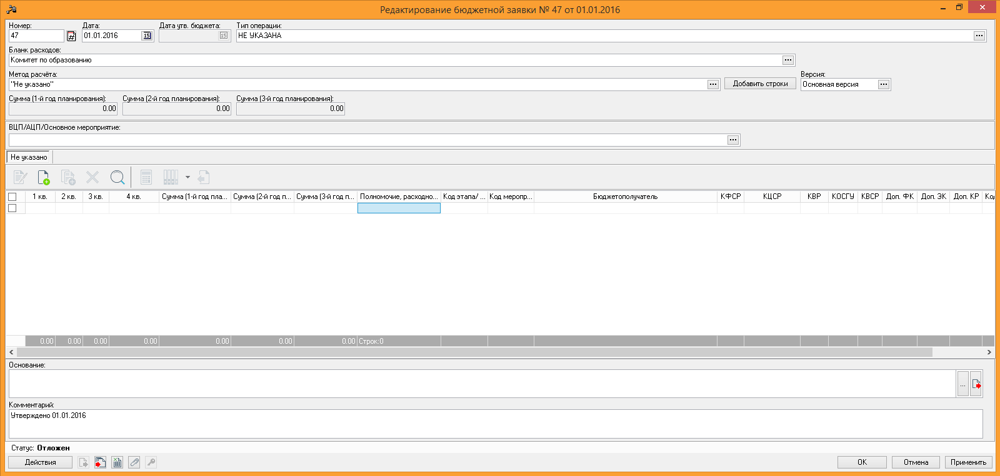 Редактирование бюджетной заявки № 47 от 01.01.2016
Номер: Дата: Дата утв. бюджета: Тип операции:
47 01.01.2016 15 15 НЕ УКАЗАНА ...
Бланк расходов:
Комитет по образованию ...
Метод расчёта: Версия:
"Не указано" ... Добавить строки Основная версия ...
Сумма (1-й год планирования): Сумма (2-й год планирования): Сумма (3-й год планирования):
0.00 0.00 0.00
ВЦП/АЦП/Основное мероприятие:
...
Не указано
1 кв. 2 кв. 3 кв. 4 кв. Сумма (1-й год пла... Сумма (2-й год п... Сумма (3-й год п... Полномочие, расходно... Код этапа/ ... Код меропр... Бюджетополучатель КФСР КЦСР КВР КОСГУ КВСР Доп. ФК Доп. ЭК Доп. КР Код
0.00 0.00 0.00 0.00 0.00 0.00 0.00 Строк:0
Основание:
...
Комментарий:
Утверждено 01.01.2016
Статус: Отложен
Действия OK Отмена Применить